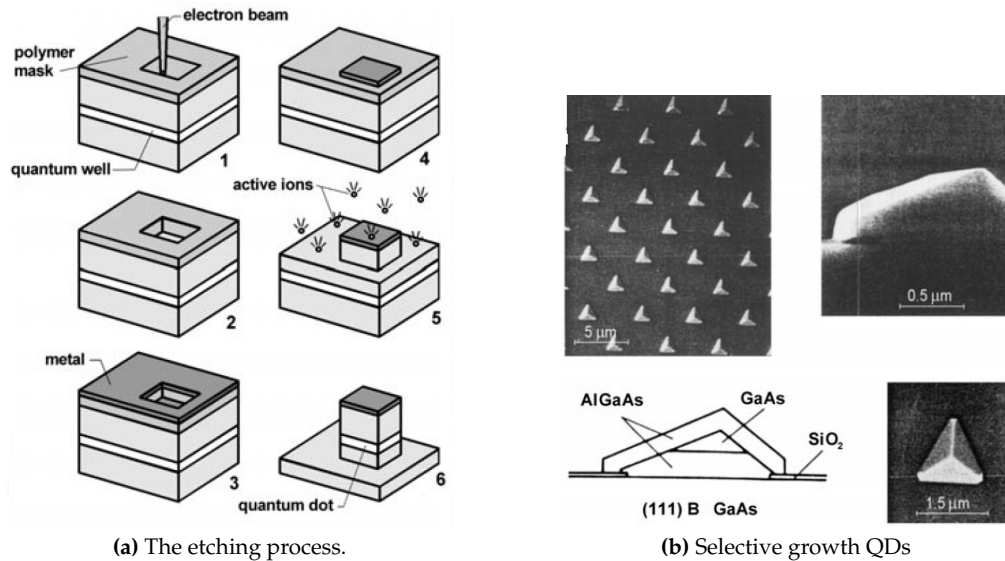 electron beam
polymer
mask
quantum well
1
4
active ions
2
5
metal
3
6
quantum dot
(a) The etching process.
5 μm
0.5 μm
AlGaAs
GaAs
SiO2
(111) B GaAs
1.5 μm
(b) Selective growth QDs